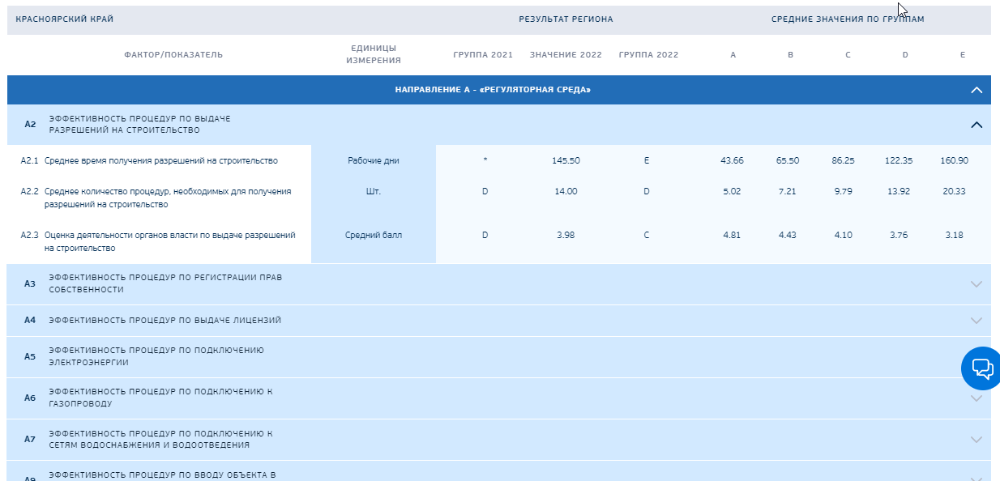 КРАСНОЯРСКИЙ КРАЙ РЕЗУЛЬТАТ РЕГИОНА СРЕДНИЕ ЗНАЧЕНИЯ ПО ГРУППАМ
ФАКТОР/ПОКАЗАТЕЛЬ ЕДИНИЦЫ ИЗМЕРЕНИЯ ГРУППА 2021 ЗНАЧЕНИЕ 2022 ГРУППА 2022 A B C D E
НАПРАВЛЕНИЕ А - «РЕГУЛЯТОРНАЯ СРЕДА»
А2 ЭФФЕКТИВНОСТЬ ПРОЦЕДУР ПО ВЫДАЧЕ
РАЗРЕШЕНИЙ НА СТРОИТЕЛЬСТВО
А2.1 Среднее время получения разрешений на строительство Рабочие дни * 145.50 E 43.66 65.50 86.25 122.35 160.90
А2.2 Среднее количество процедур, необходимых для получения Шт. D 14.00 D 5.02 7.21 9.79 13.92 20.33
разрешений на строительство
А2.3 Оценка деятельности органов власти по выдаче разрешений Средний балл D 3.98 C 4.81 4.43 4.10 3.76 3.18
на строительство
А3 ЭФФЕКТИВНОСТЬ ПРОЦЕДУР ПО РЕГИСТРАЦИИ ПРАВ
СОБСТВЕННОСТИ
А4 ЭФФЕКТИВНОСТЬ ПРОЦЕДУР ПО ВЫДАЧЕ ЛИЦЕНЗИЙ
А5 ЭФФЕКТИВНОСТЬ ПРОЦЕДУР ПО ПОДКЛЮЧЕНИЮ
ЭЛЕКТРОЭНЕРГИИ
А6 ЭФФЕКТИВНОСТЬ ПРОЦЕДУР ПО ПОДКЛЮЧЕНИЮ К
ГАЗОПРОВОДУ
А7 ЭФФЕКТИВНОСТЬ ПРОЦЕДУР ПО ПОДКЛЮЧЕНИЮ К
СЕТЯМ ВОДОСНАБЖЕНИЯ И ВОДООТВЕДЕНИЯ
ЭФФЕКТИВНОСТЬ ПРОЦЕДУР ПО ВВОДУ ОБЪЕКТА В